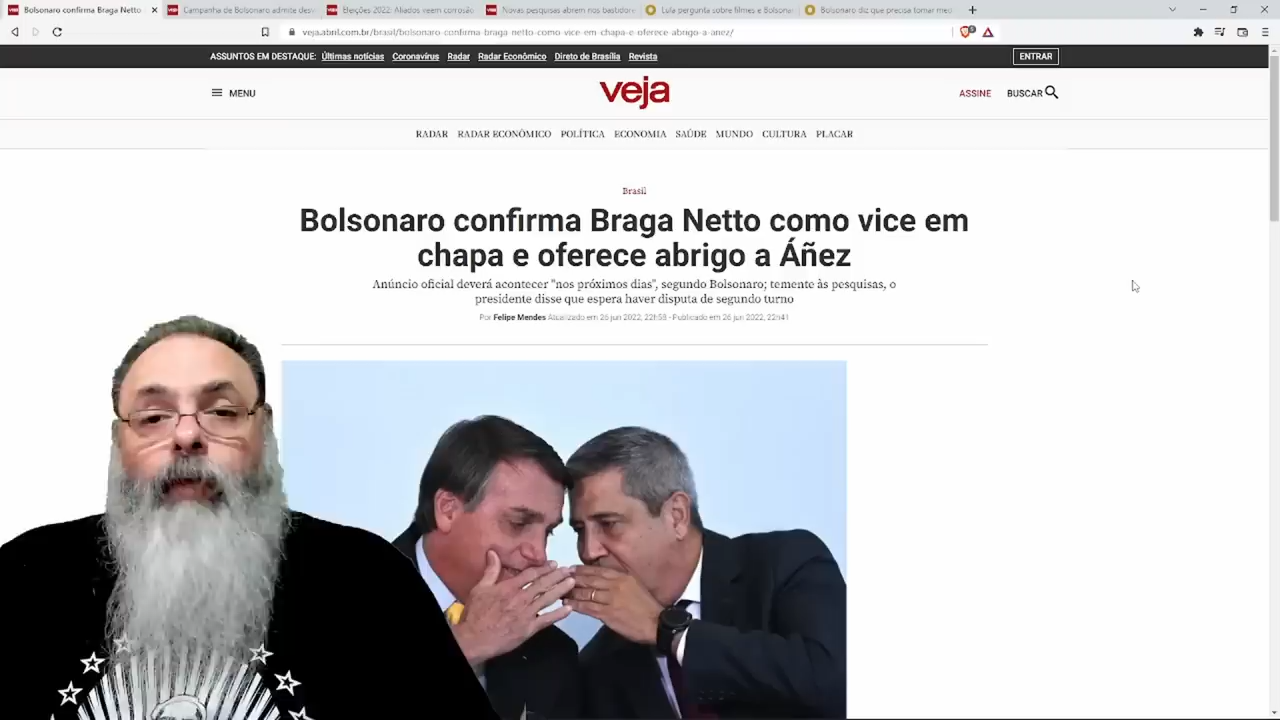 Bolsonaro confirma Braga Netto
Campanha de Bolsonaro admite desv
Eleições 2022: Aliados veem corrosão
Novas pesquisas abrem nos bastidore
Lula pergunta sobre filmes e Bolsonar
Bolsonaro diz que precisa tomar med
veja.abril.com.br/brasil/bolsonaro-confirma-braga-netto-como-vice-em-chapa-e-oferece-abrigo-a-anez/
ASSUNTOS EM DESTAQUE: Últimas notícias Coronavírus Radar Radar Econômico Direto de Brasília Revista
ENTRAR
MENU
veja
ASSINE
BUSCAR
RADAR RADAR ECONÔMICO POLÍTICA ECONOMIA SAÚDE MUNDO CULTURA PLACAR
Brasil
Bolsonaro confirma Braga Netto como vice em
chapa e oferece abrigo a Áñez
Anúncio oficial deverá acontecer "nos próximos dias", segundo Bolsonaro; temente às pesquisas, o
presidente disse que espera haver disputa de segundo turno
Por Felipe Mendes Atualizado em 26 jun 2022, 22h58 - Publicado em 26 jun 2022, 22h41